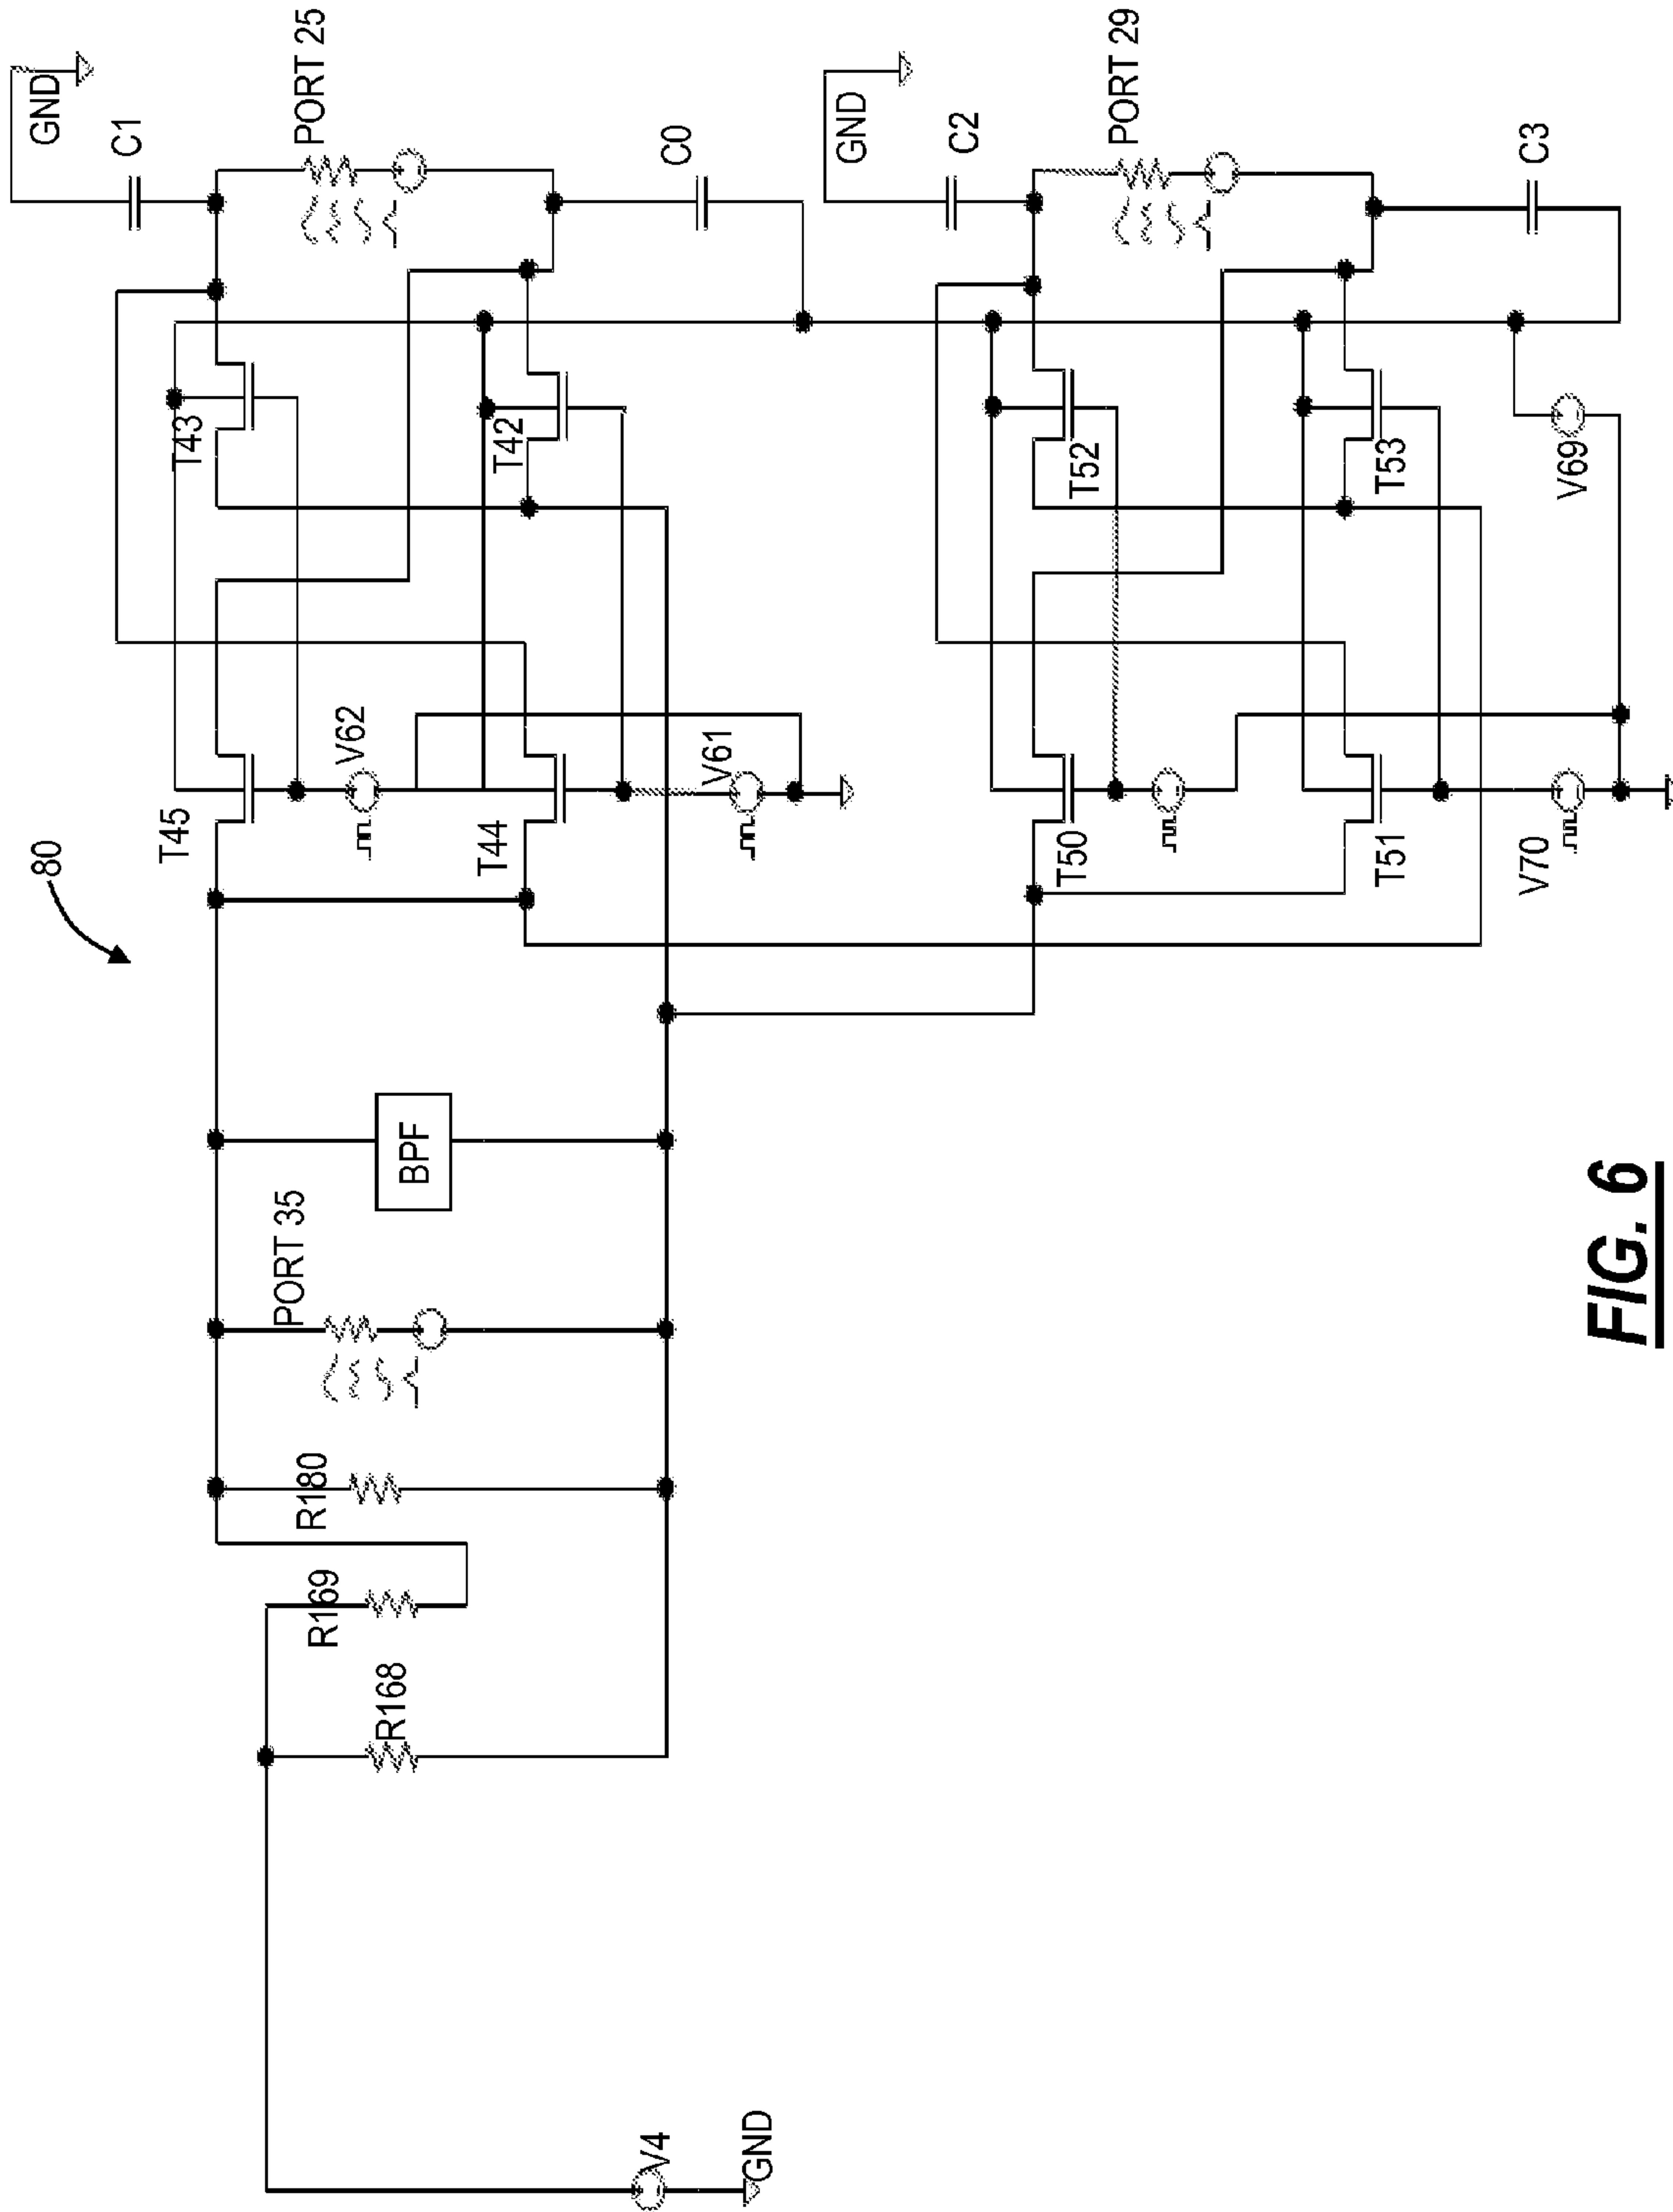 80
GND
C1
PORT 25
C0
T43
T42
T45
V62
T44
V61
PORT 35
BPF
R180
R169
R168
V4
GND
GND
C2
PORT 29
C3
T52
T53
V69
T50
T51
V70
FIG. 6